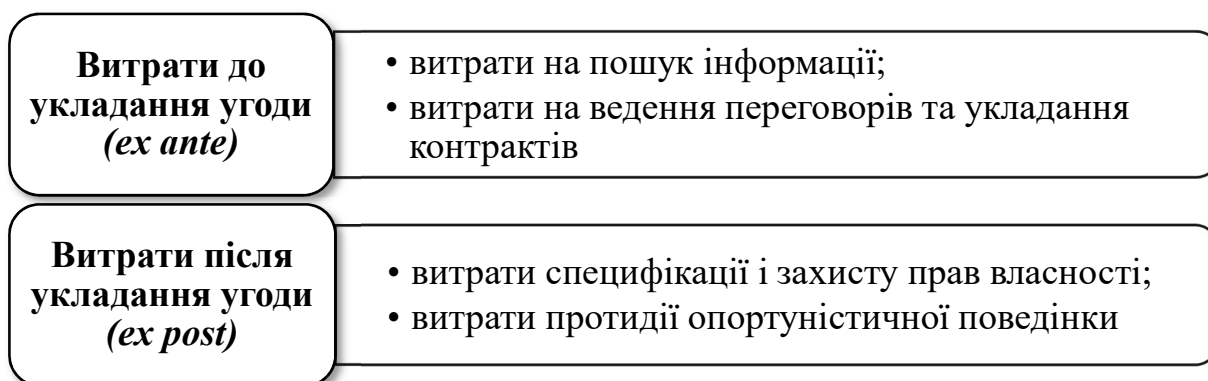 Витрати до
укладання угоди
(ex ante)
• витрати на пошук інформації;
• витрати на ведення переговорів та укладання
контрактів
Витрати після
укладання угоди
(ex post)
• витрати специфікації і захисту прав власності;
• витрати протидії опортуністичної поведінки